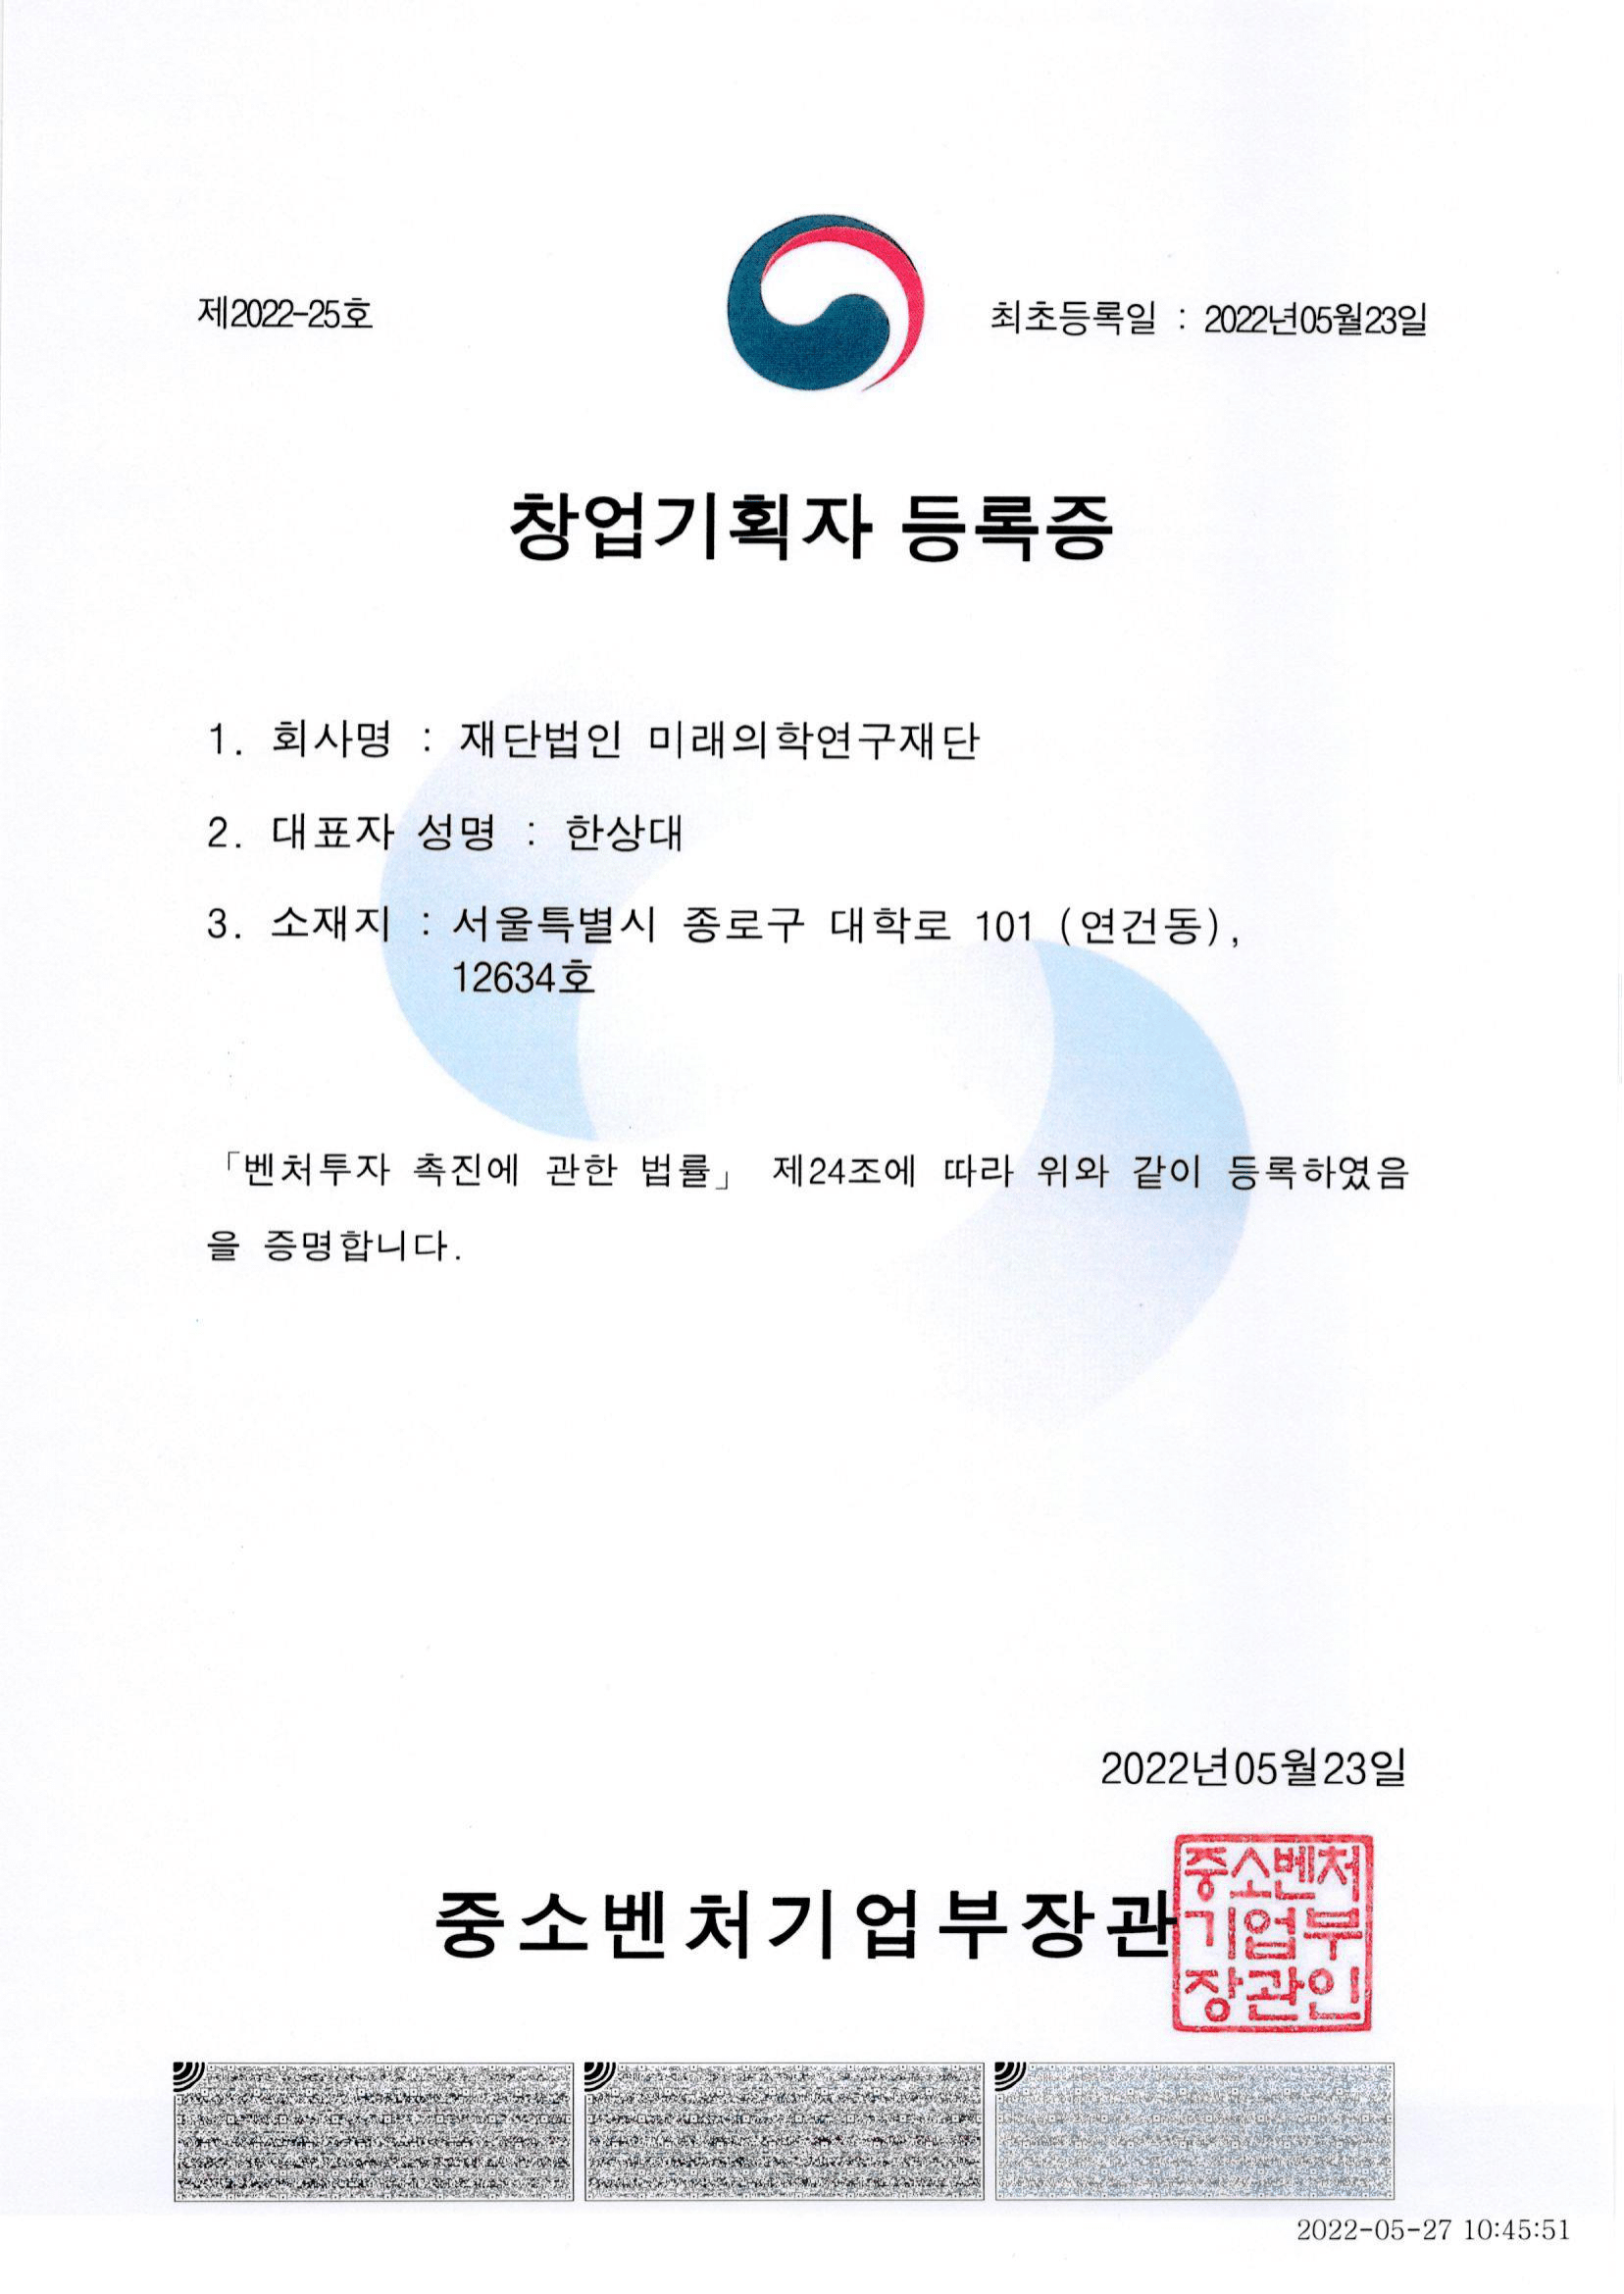 제2022-25호
최초등록일 : 2022년05월23일
창업기획자 등록증
1. 회사명 : 재단법인 미래의학연구재단
2. 대표자 성명 : 한상대
3. 소재지 : 서울특별시 종로구 대학로 101 (연건동),
12634호
「벤처투자 촉진에 관한 법률」 제24조에 따라 위와 같이 등록하였음
을 증명합니다.
2022년05월23일
중소벤처기업부장관
중소벤처
기업부
장관인
2022-05-27 10:45:51